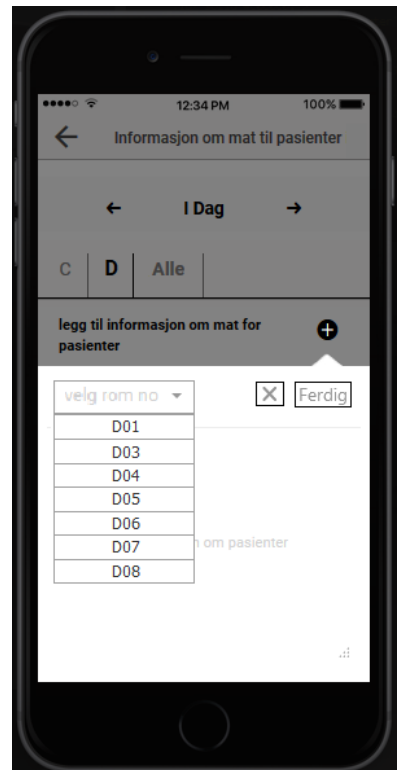 12:34 PM 100%
Informasjon om mat til pasienter
I Dag
C D Alle
legg til informasjon om mat for
pasienter
velg rom no Ferdig
D01
D03
D04
D05
D06
D07
D08
om pasienter